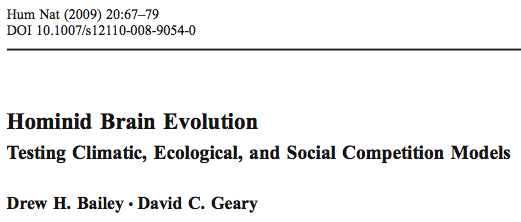 Hum Nat (2009) 20:67–79
DOI 10.1007/s12110-008-9054-0
Hominid Brain Evolution
Testing Climatic, Ecological, and Social Competition Models
Drew H. Bailey · David C. Geary